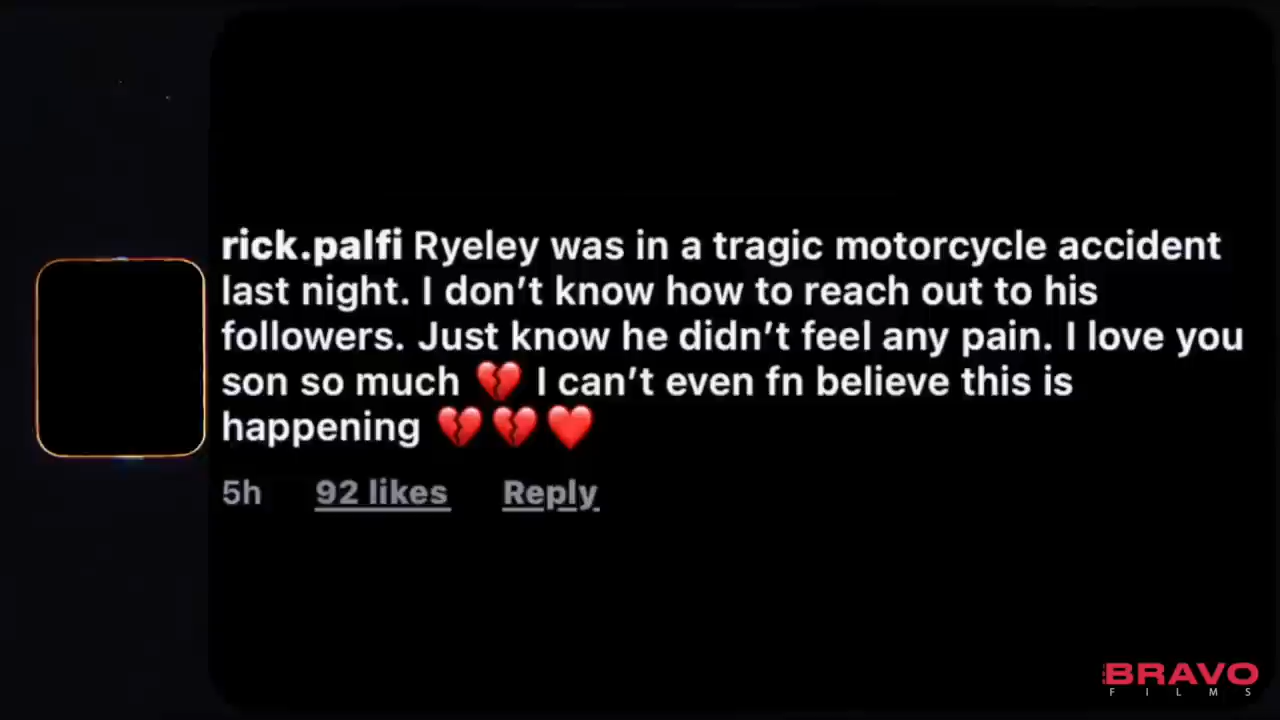 rick.palfi Ryeley was in a tragic motorcycle accident
last night. I don’t know how to reach out to his
followers. Just know he didn’t feel any pain. I love you
son so much 💔 I can’t even fn believe this is
happening 💔💔❤️
5h 92 likes Reply
BRAVO
FILMS